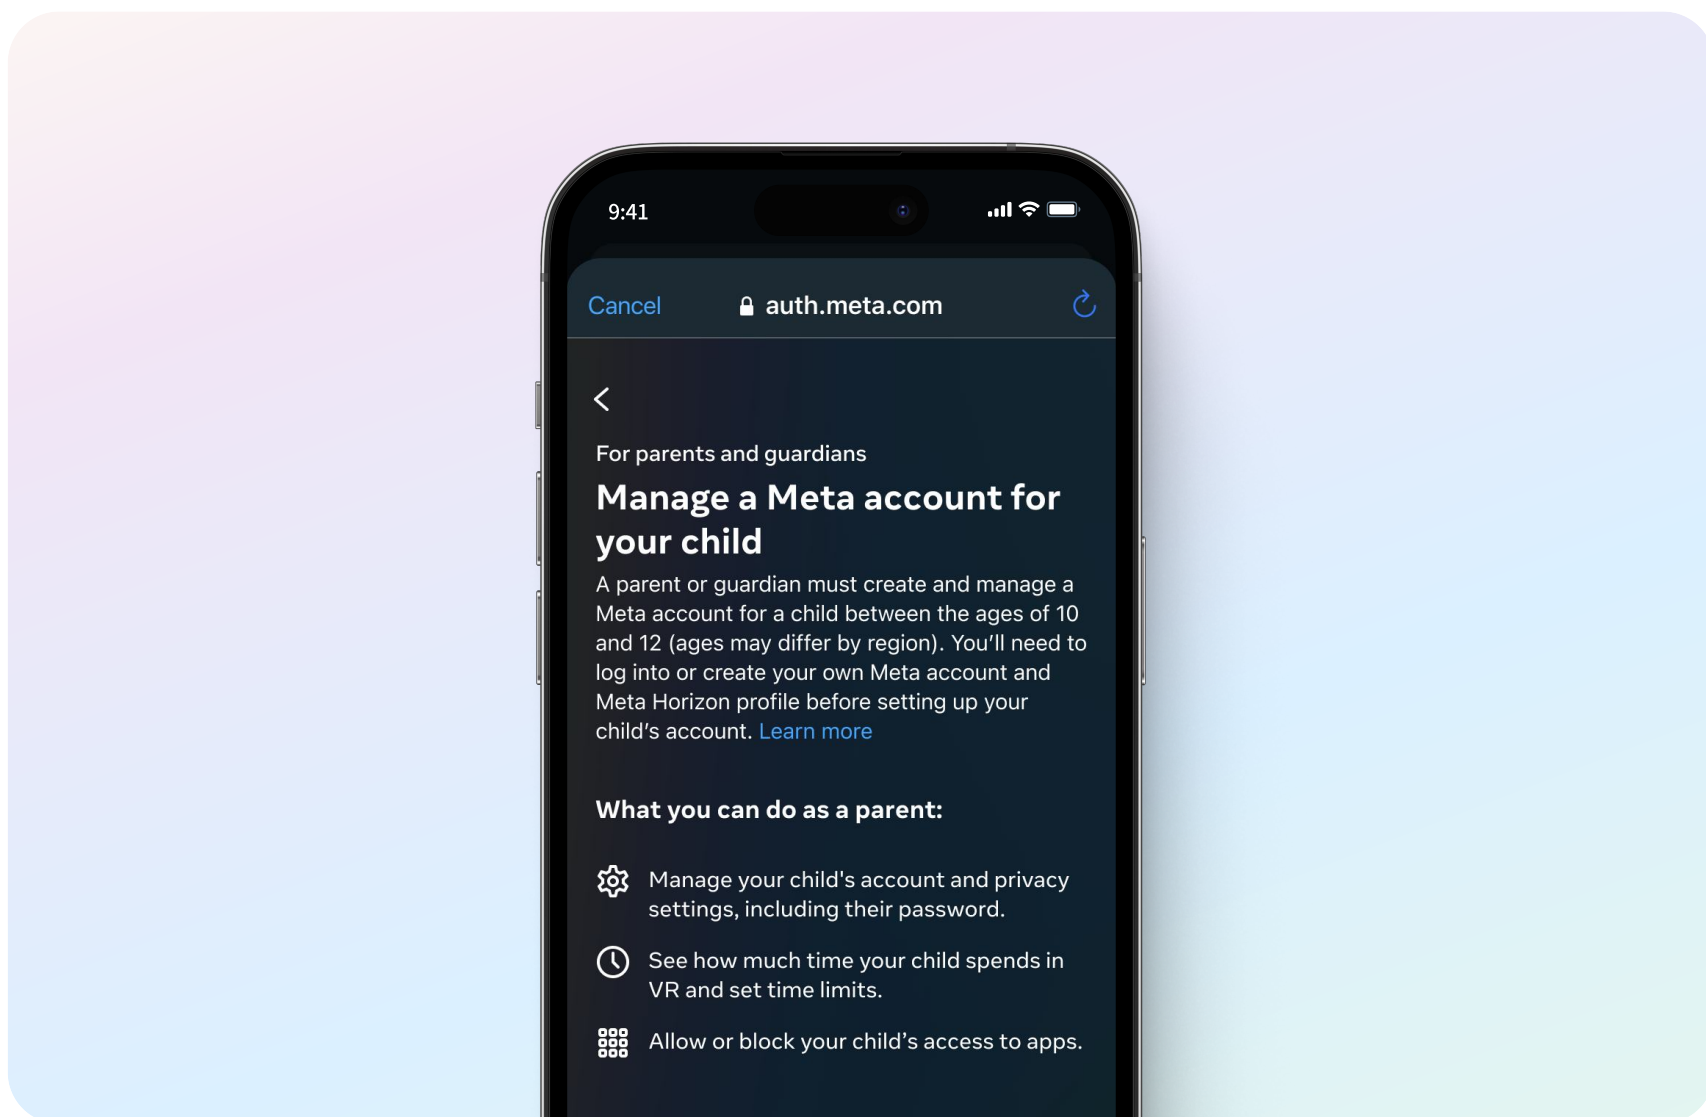 9:41
Cancel
auth.meta.com
For parents and guardians
Manage a Meta account for
your child
A parent or guardian must create and manage a
Meta account for a child between the ages of 10
and 12 (ages may differ by region). You’ll need to
log into or create your own Meta account and
Meta Horizon profile before setting up your
child’s account. Learn more
What you can do as a parent:
Manage your child's account and privacy
settings, including their password.
See how much time your child spends in
VR and set time limits.
Allow or block your child’s access to apps.